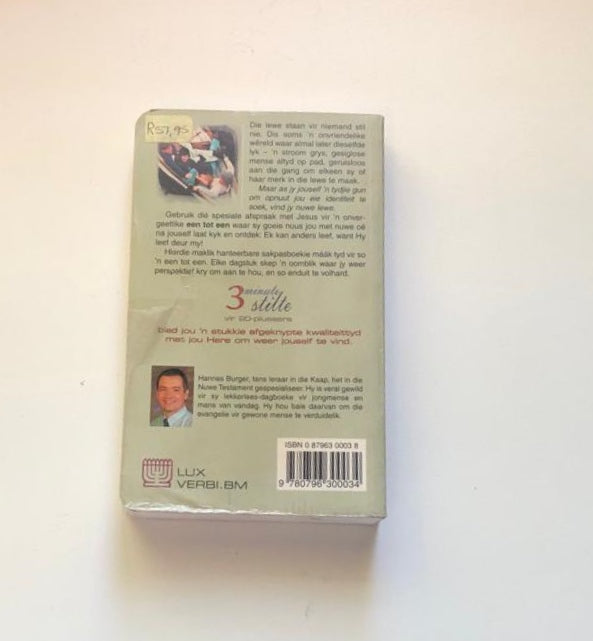 R57,95
Die lewe staan vir niemand stil
nie. Dis soms 'n onvriendelike
wêreld waar almal later dieselfde
lyk – 'n stroom grys, gesiglose
mense altyd op pad, geruisloos
aan die gang om elkeen sy of
haar merk in die lewe te maak.
Maar as jy jouself 'n tydjie gun
om opnuut jou eie identiteit te
soek, vind jy nuwe lewe.
Gebruik dié spesiale afspraak met Jesus vir 'n onver-
geetlike een tot een waar sy goeie nuus jou met nuwe oë
na jouself laat kyk en ontdek: Ek kan anders leef, want Hy
leef deur my!
Hierdie maklik hanteerbare sakpasboekie máák tyd vir so
'n een tot een. Elke dagstuk skep 'n oomblik waar jy weer
perspektief kry om aan te hou, en so enduit te volhard.
3 minute
stilte
vir 20-plussers
bied jou 'n stukkie afgeknypte kwaliteittyd
met jou Here om weer jouself te vind.
Hannes Burger, tans leraar in die Kaap, het in die
Nuwe Testament gespesialiseer. Hy is veral gewild
vir sy lekkerlees-dagboeke vir jongmense en
mans van vandag. Hy hou baie daarvan om die
evangelie vir gewone mense te verduidelik.
ISBN 0 87963 0003 8
9 780796 300034
LUX
VERBI.BM